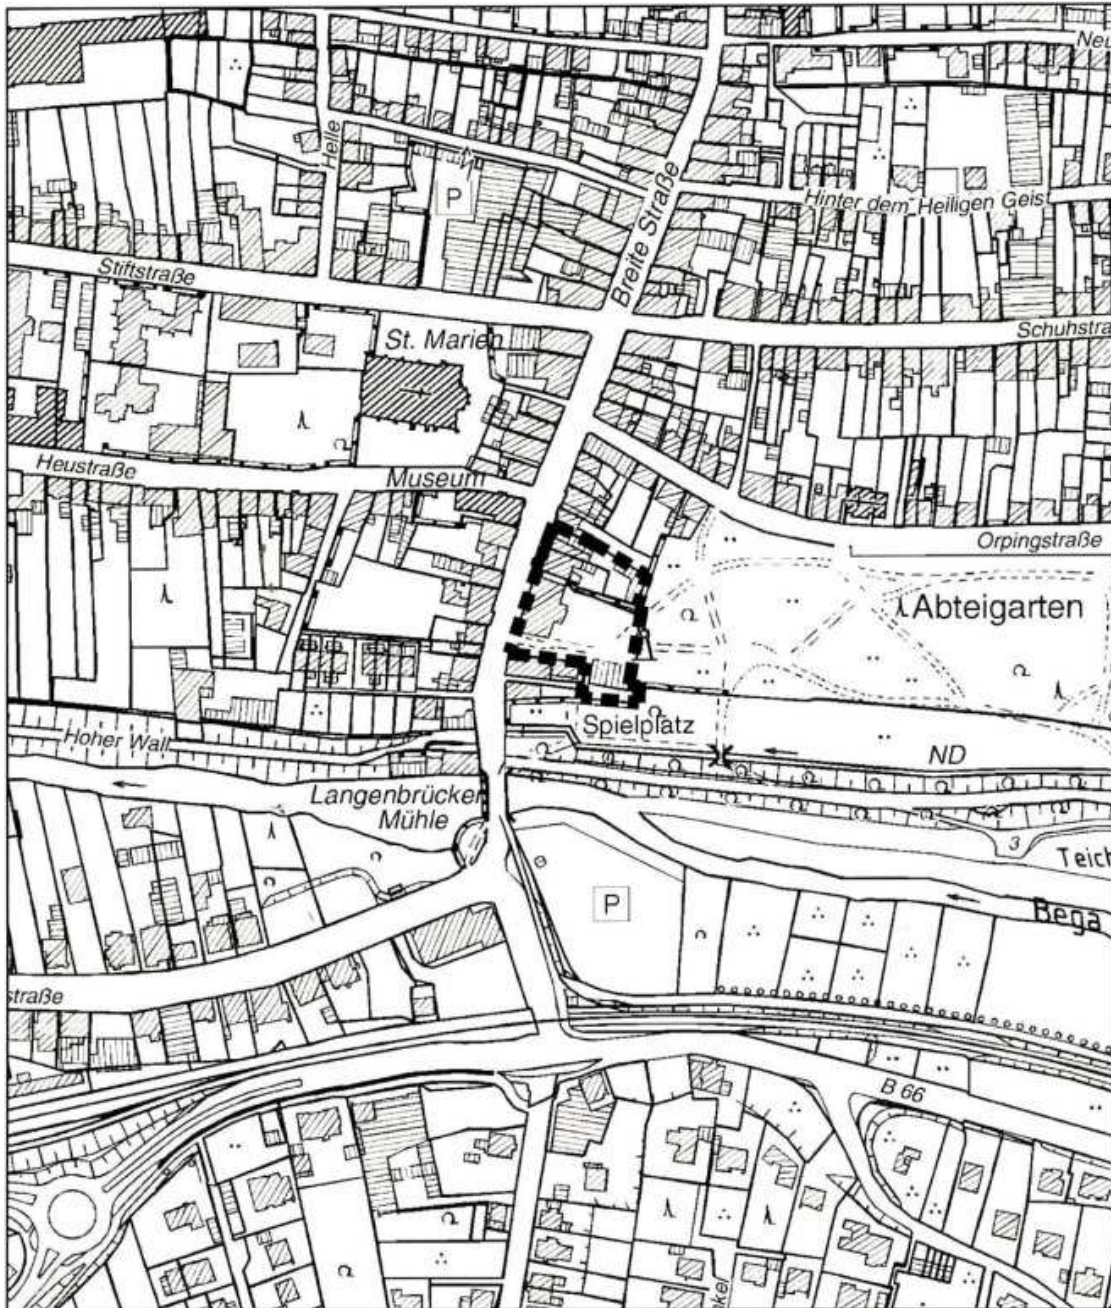 Neu
Helle
P
Breite Straße
Hinter dem Heiligen Geist
Stiftstraße
St. Marien
Schuhstra
Heustraße
Museum
Orpingstraße
Abteigarten
Spielplatz
Hoher Wall
ND
Langenbrücker
Mühle
3
Teich
P
Bega
straße
B 66